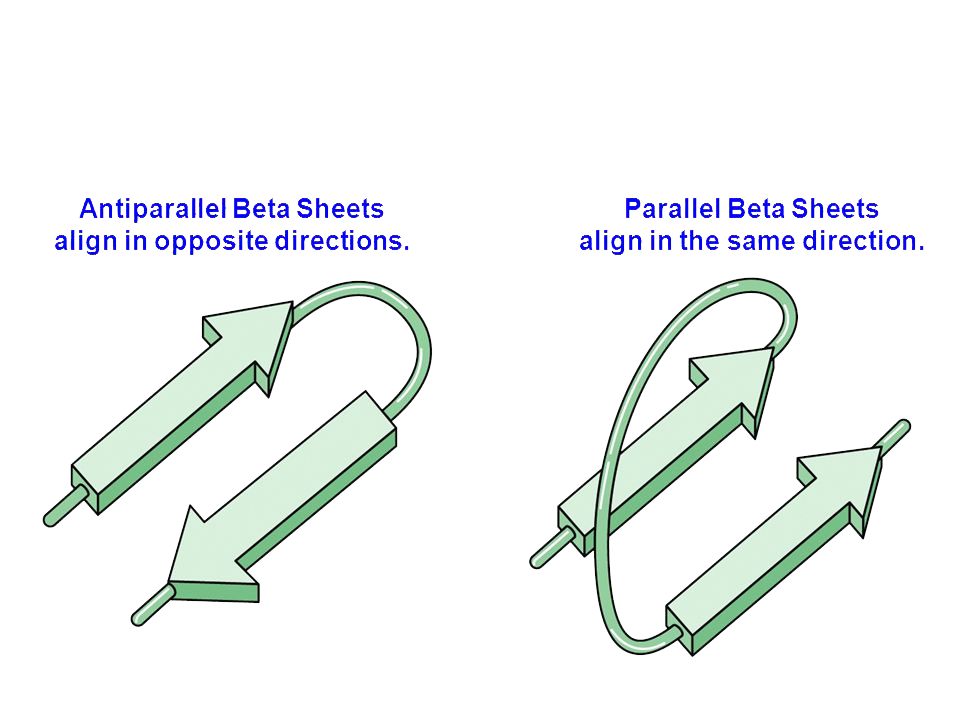 Antiparallel Beta Sheets
align in opposite directions.
Parallel Beta Sheets
align in the same direction.